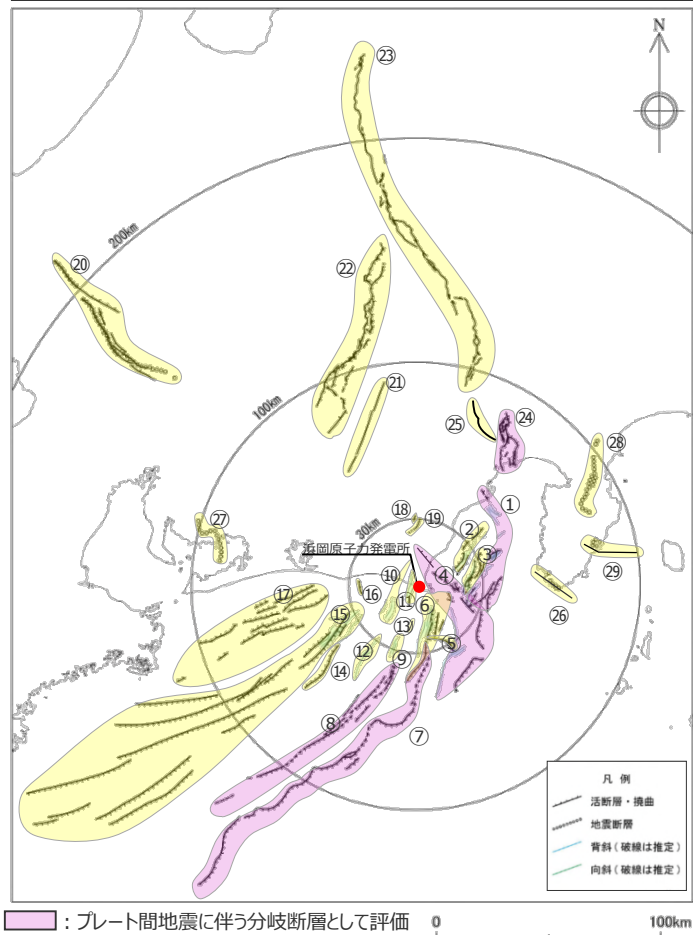 ㉓
N
200km
⑳
㉒
㉑
100km
㉕
㉔
㉘
①
⑱
30km
⑲
㉗
②
浜岡原子力発電所
③
㉙
⑩
④
⑯
⑪
⑥
㉖
⑰
⑮
⑬
⑤
⑫
⑨
⑭
⑧
⑦
凡 例
活断層・撓曲
地震断層
背斜(破線は推定)
向斜(破線は推定)
:プレート間地震に伴う分岐断層として評価
0 100km